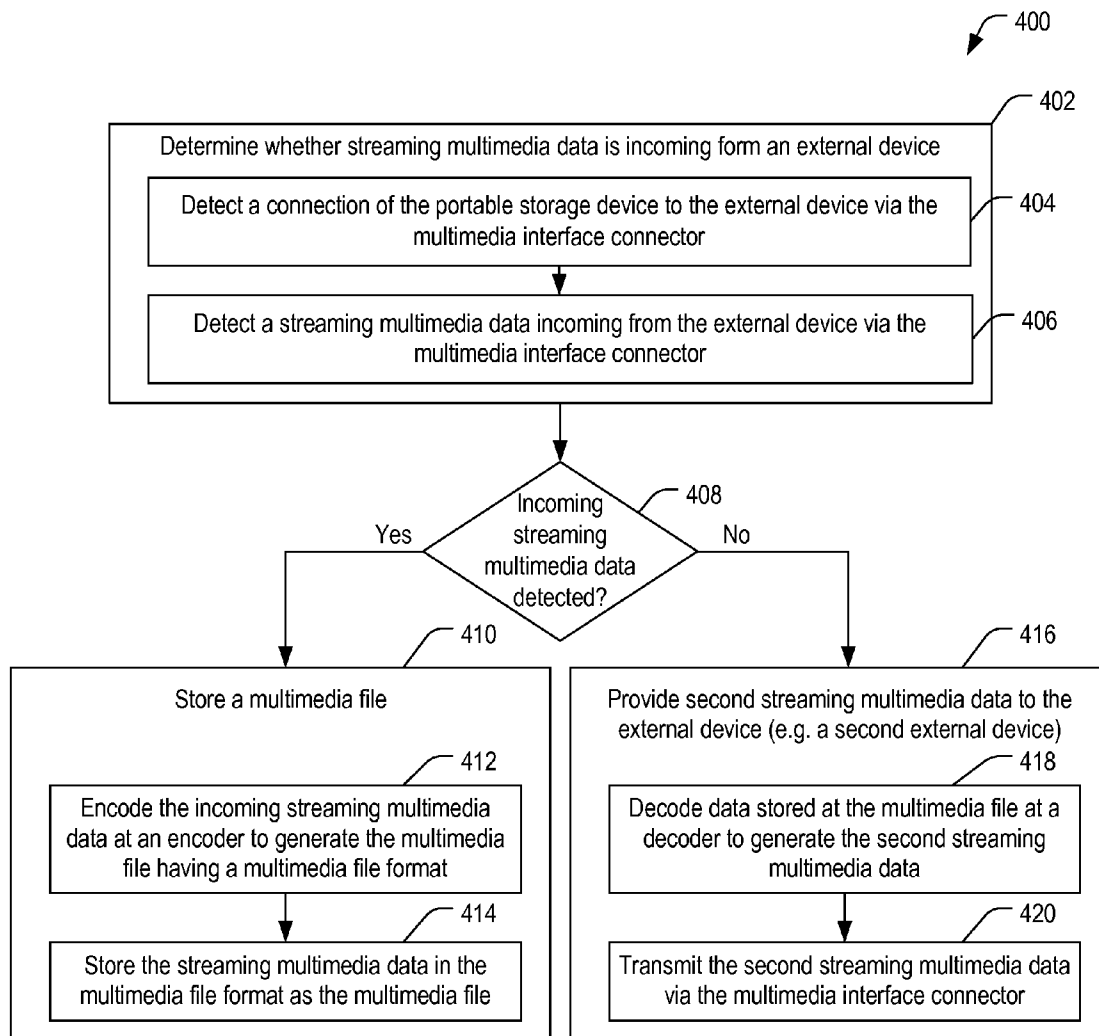 400
402
Determine whether streaming multimedia data is incoming form an external device
Detect a connection of the portable storage device to the external device via the
multimedia interface connector
404
Detect a streaming multimedia data incoming from the external device via the
multimedia interface connector
406
408
Incoming
streaming
multimedia data
detected?
Yes
No
410
Store a multimedia file
412
Encode the incoming streaming multimedia
data at an encoder to generate the multimedia
file having a multimedia file format
414
Store the streaming multimedia data in the
multimedia file format as the multimedia file
416
Provide second streaming multimedia data to the
external device (e.g. a second external device)
418
Decode data stored at the multimedia file at a
decoder to generate the second streaming
multimedia data
420
Transmit the second streaming multimedia data
via the multimedia interface connector